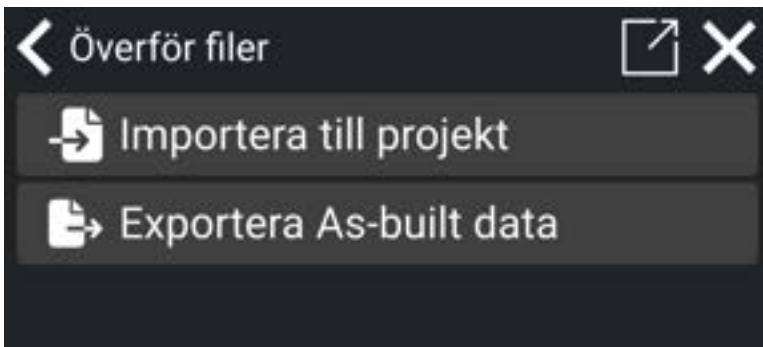 Överför filer
Importera till projekt
Exportera As-built data